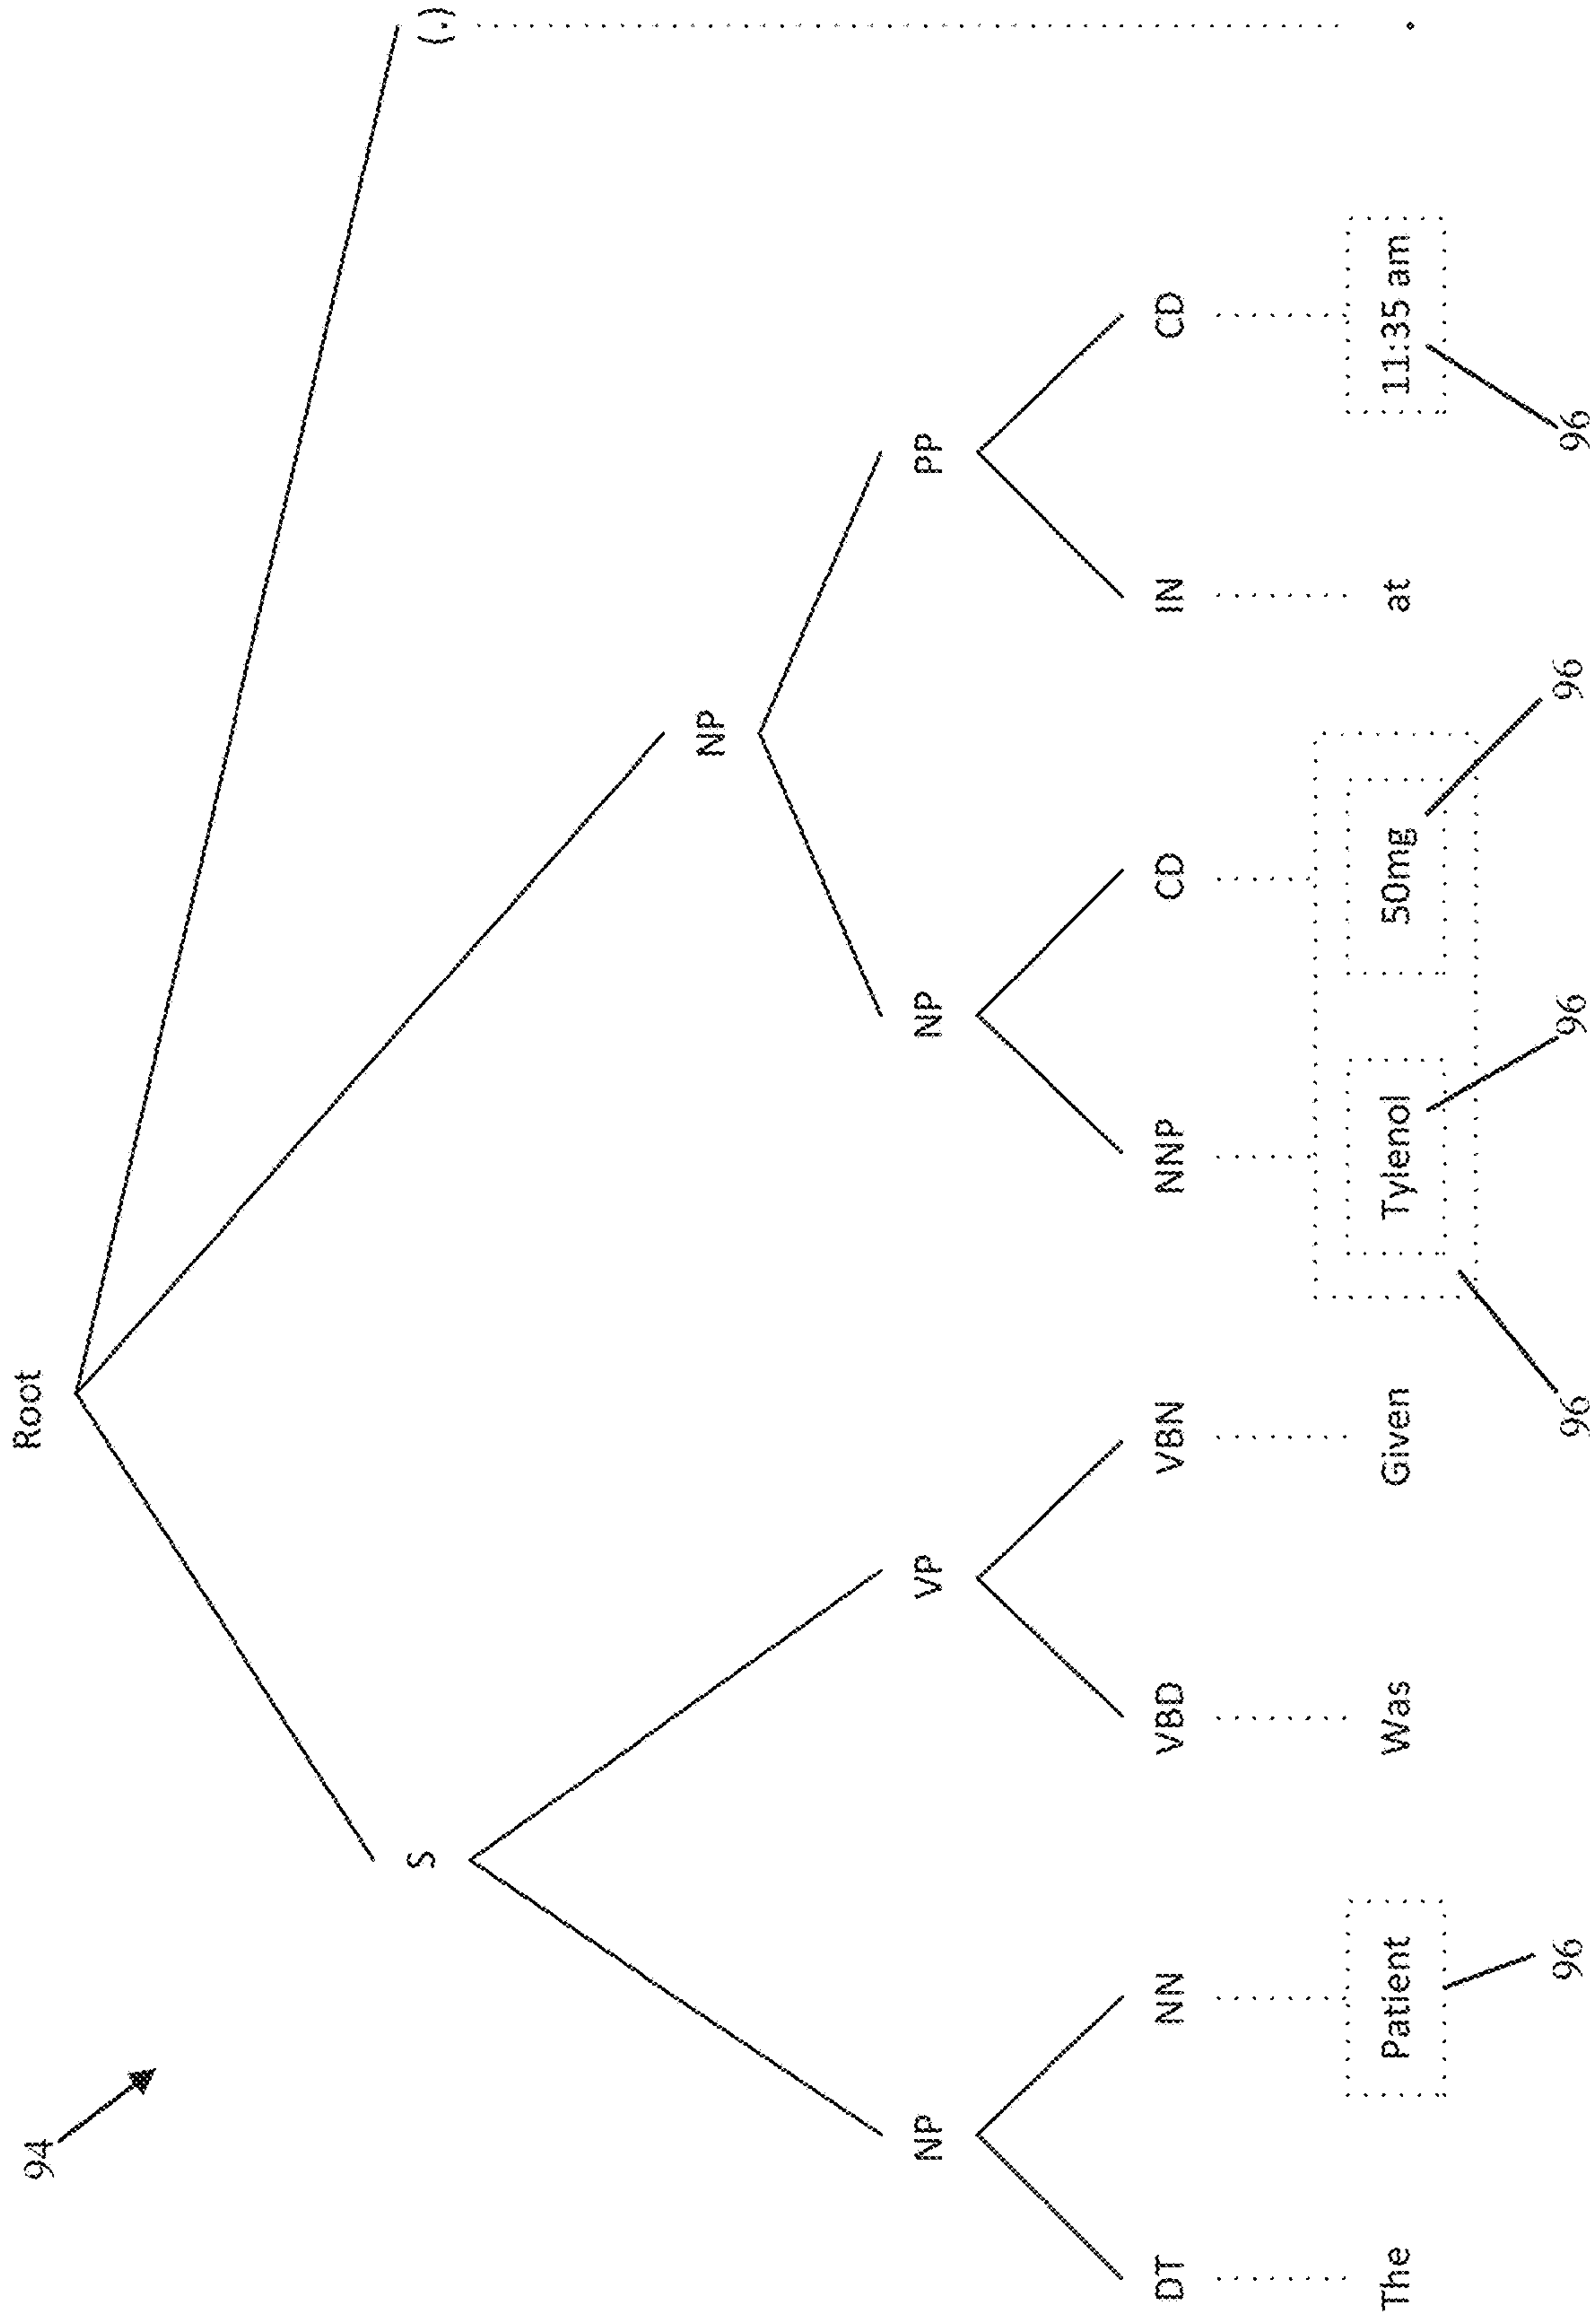 94
Root
S
(.)
NP
NP VP NP PP
DT NN VBD VBN NNP CD IN CD
The Patient Was Given Tylenol 50mg at 11:35 am .
96 96 96 96 96